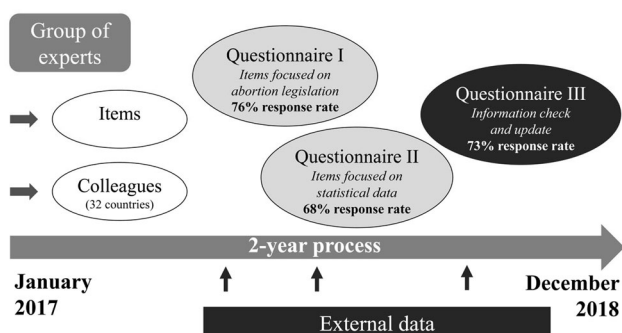 Group of
experts
Items
Colleagues
(32 countries)
Questionnaire I
Items focused on
abortion legislation
76% response rate
Questionnaire II
Items focused on
statistical data
68% response rate
Questionnaire III
Information check
and update
73% response rate
2-year process
January
2017
December
2018
External data